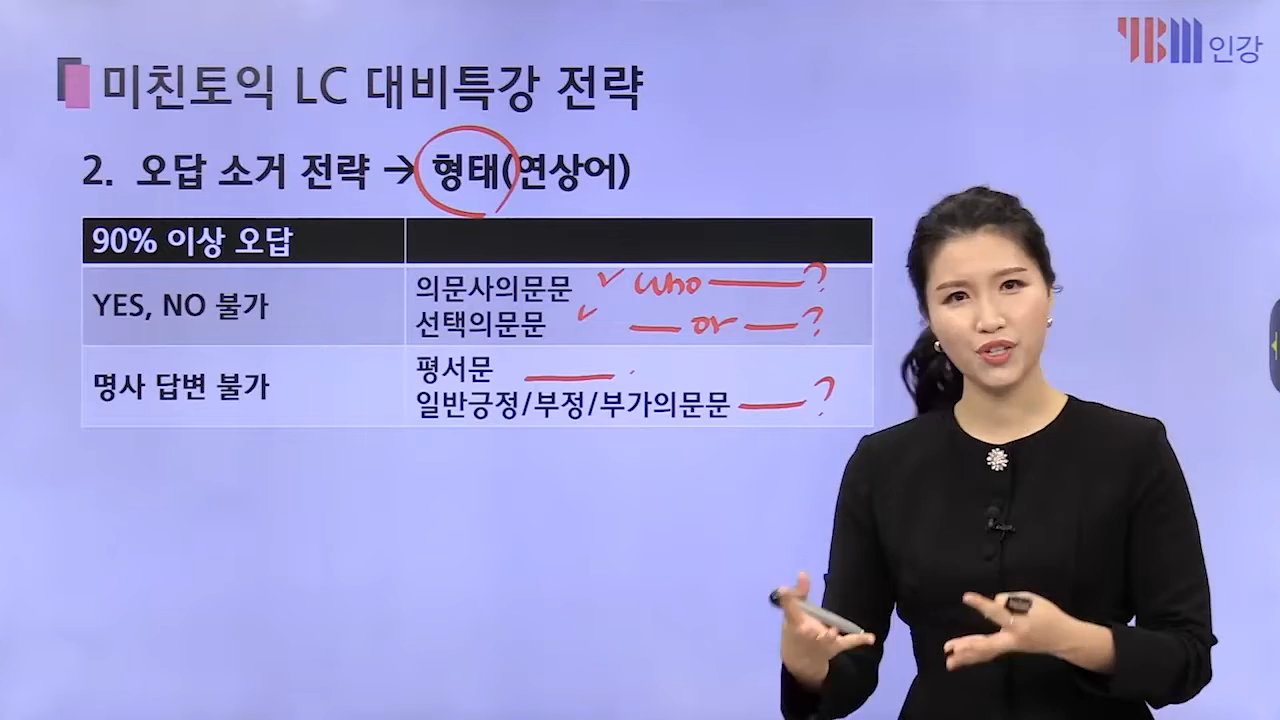 YBM 인강
미친토익 LC 대비특강 전략
2. 오답 소거 전략 → 형태(연상어)
90% 이상 오답
YES, NO 불가
의문사의문문 ✓ who ——?
선택의문문 ✓ — or —?
명사 답변 불가
평서문 —— .
일반긍정/부정/부가의문문 ——?